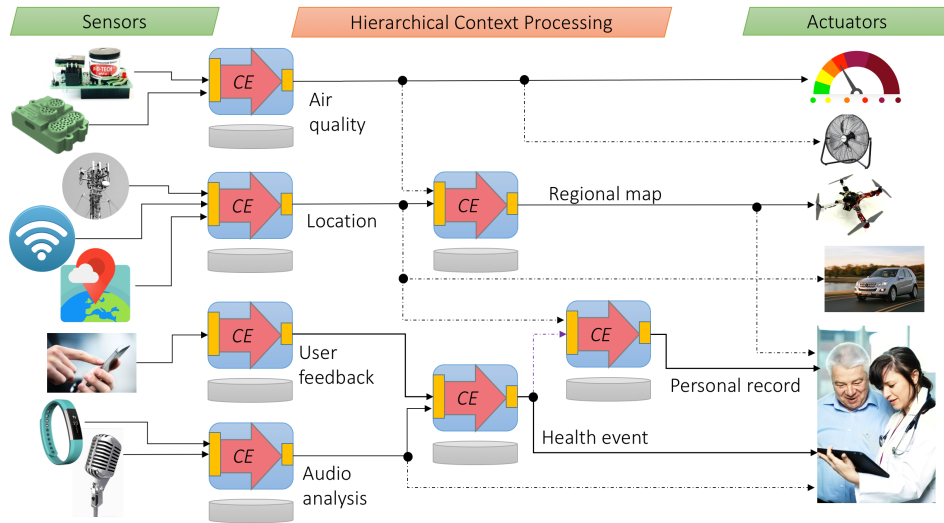 Sensors
Hierarchical Context Processing
Actuators
CE
Air
quality
CE
Location
CE
Regional map
CE
User
feedback
CE
Personal record
CE
Health event
CE
Audio
analysis